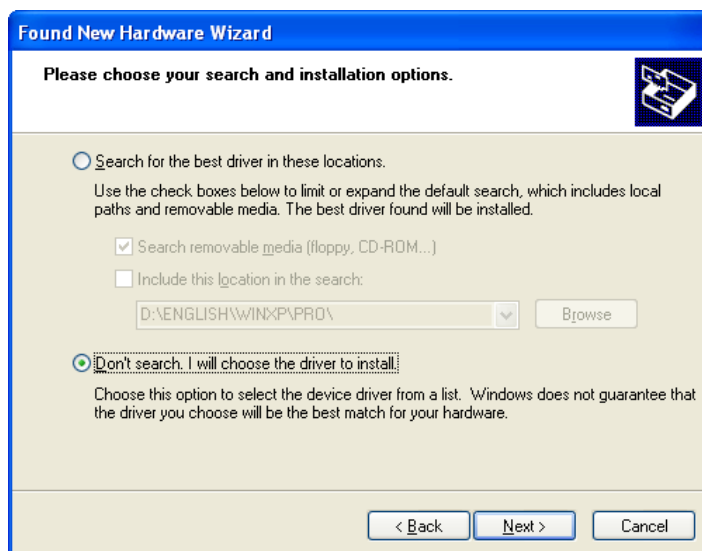 Found New Hardware Wizard
Please choose your search and installation options.
Search for the best driver in these locations.
Use the check boxes below to limit or expand the default search, which includes local
paths and removable media. The best driver found will be installed.
Search removable media (floppy, CD-ROM...)
Include this location in the search:
D:\ENGLISH\WINXP\PRO\
Browse
Don't search. I will choose the driver to install.
Choose this option to select the device driver from a list. Windows does not guarantee that
the driver you choose will be the best match for your hardware.
< Back
Next >
Cancel